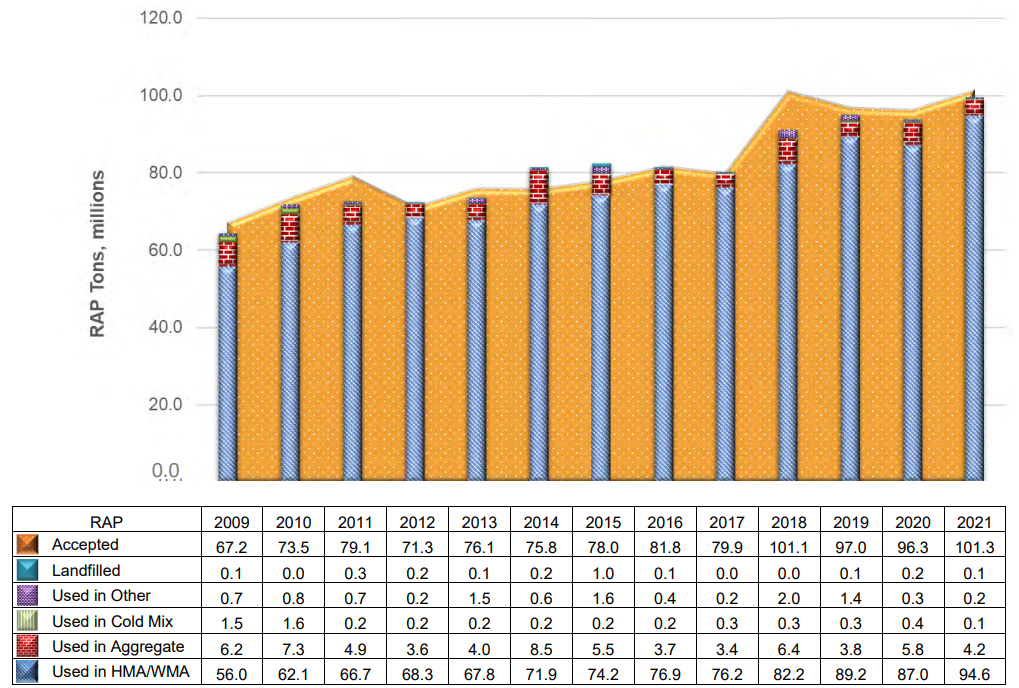 120.0
100.0
80.0
60.0
40.0
20.0
0.0
RAP Tons, millions
RAP 2009 2010 2011 2012 2013 2014 2015 2016 2017 2018 2019 2020 2021
Accepted 67.2 73.5 79.1 71.3 76.1 75.8 78.0 81.8 79.9 101.1 97.0 96.3 101.3
Landfilled 0.1 0.0 0.3 0.2 0.1 0.2 1.0 0.1 0.0 0.0 0.1 0.2 0.1
Used in Other 0.7 0.8 0.7 0.2 1.5 0.6 1.6 0.4 0.2 2.0 1.4 0.3 0.2
Used in Cold Mix 1.5 1.6 0.2 0.2 0.2 0.2 0.2 0.2 0.3 0.3 0.3 0.4 0.1
Used in Aggregate 6.2 7.3 4.9 3.6 4.0 8.5 5.5 3.7 3.4 6.4 3.8 5.8 4.2
Used in HMA/WMA 56.0 62.1 66.7 68.3 67.8 71.9 74.2 76.9 76.2 82.2 89.2 87.0 94.6